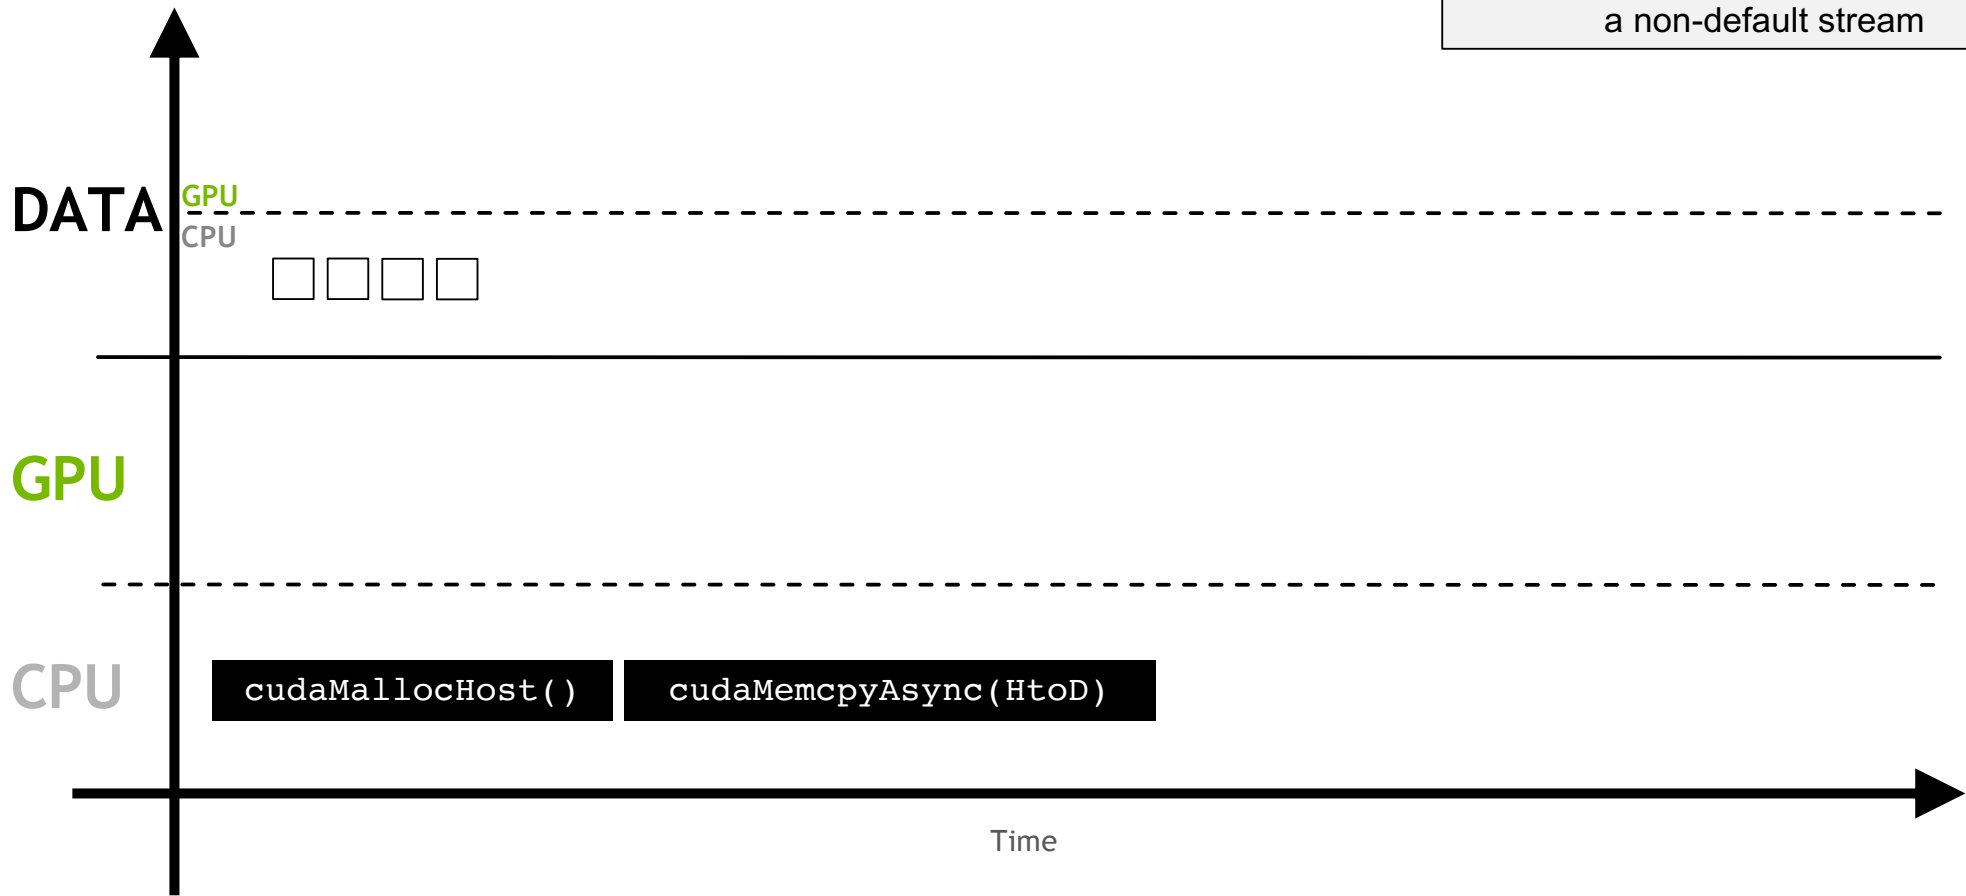 a non-default stream
DATA
GPU
CPU
GPU
CPU
cudaMallocHost() cudaMemcpyAsync(HtoD)
Time